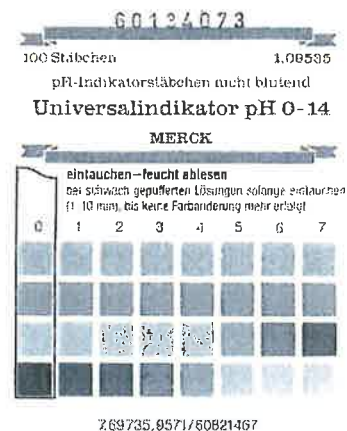 60124073
100 Stäbchen 1.09535
pH-Indikatorstäbchen nicht blutend
Universalindikator pH 0-14
MERCK
eintauchen–feucht ablesen
bei schwach gepufferten Lösungen solange eintauchen
(1-10 min), bis keine Farbänderung mehr erfolgt
0 1 2 3 4 5 6 7
769735.9571/60821467